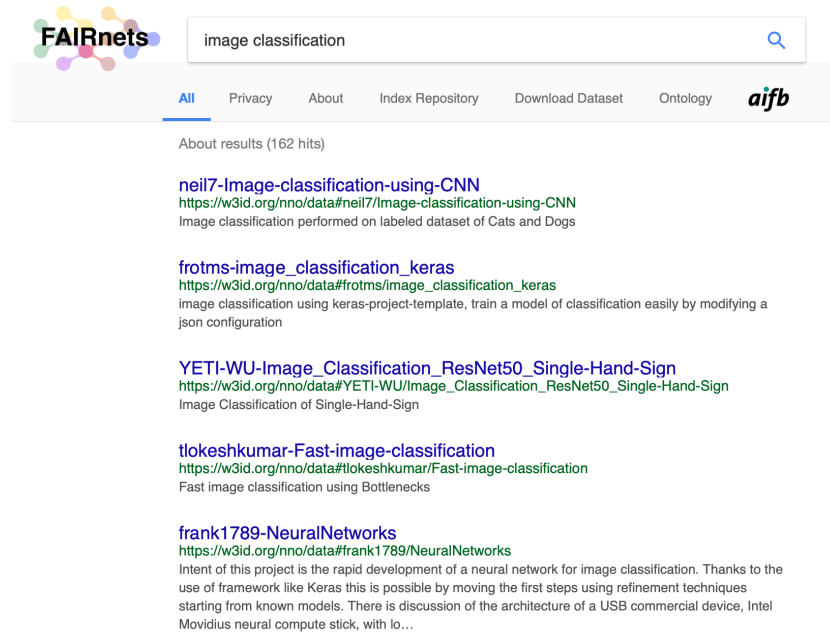 FAIRnets
image classification
All Privacy About Index Repository Download Dataset Ontology aifb
About results (162 hits)
neil7-Image-classification-using-CNN
https://w3id.org/nno/data#neil7/Image-classification-using-CNN
Image classification performed on labeled dataset of Cats and Dogs
frotms-image_classification_keras
https://w3id.org/nno/data#frotms/image_classification_keras
image classification using keras-project-template, train a model of classification easily by modifying a
json configuration
YETI-WU-Image_Classification_ResNet50_Single-Hand-Sign
https://w3id.org/nno/data#YETI-WU/Image_Classification_ResNet50_Single-Hand-Sign
Image Classification of Single-Hand-Sign
tlokeshkumar-Fast-image-classification
https://w3id.org/nno/data#tlokeshkumar/Fast-image-classification
Fast image classification using Bottlenecks
frank1789-NeuralNetworks
https://w3id.org/nno/data#frank1789/NeuralNetworks
Intent of this project is the rapid development of a neural network for image classification. Thanks to the
use of framework like Keras this is possible by moving the first steps using refinement techniques
starting from known models. There is discussion of the architecture of a USB commercial device, Intel
Movidius neural compute stick, with lo…